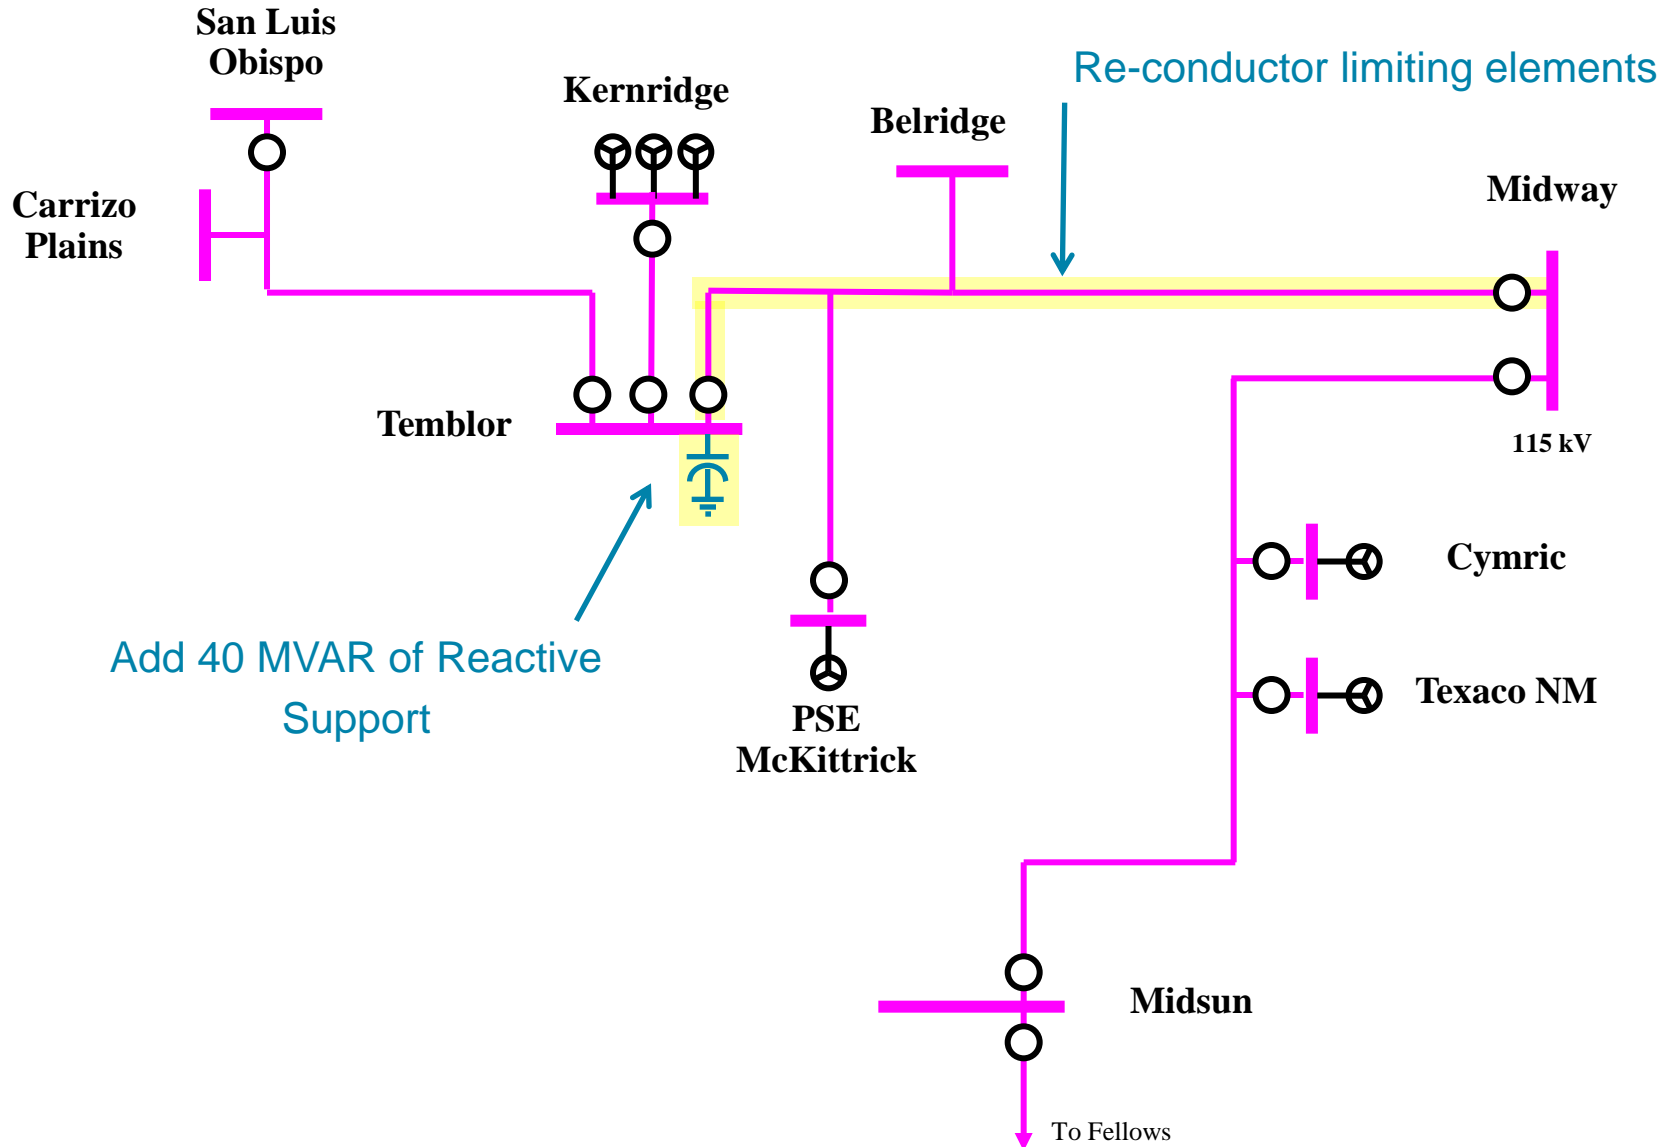 San Luis
Obispo
Re-conductor limiting elements
Kernridge
Belridge
Midway
Carrizo
Plains
Temblor
115 kV
Cymric
Add 40 MVAR of Reactive
Support
Texaco NM
PSE
McKittrick
Midsun
To Fellows